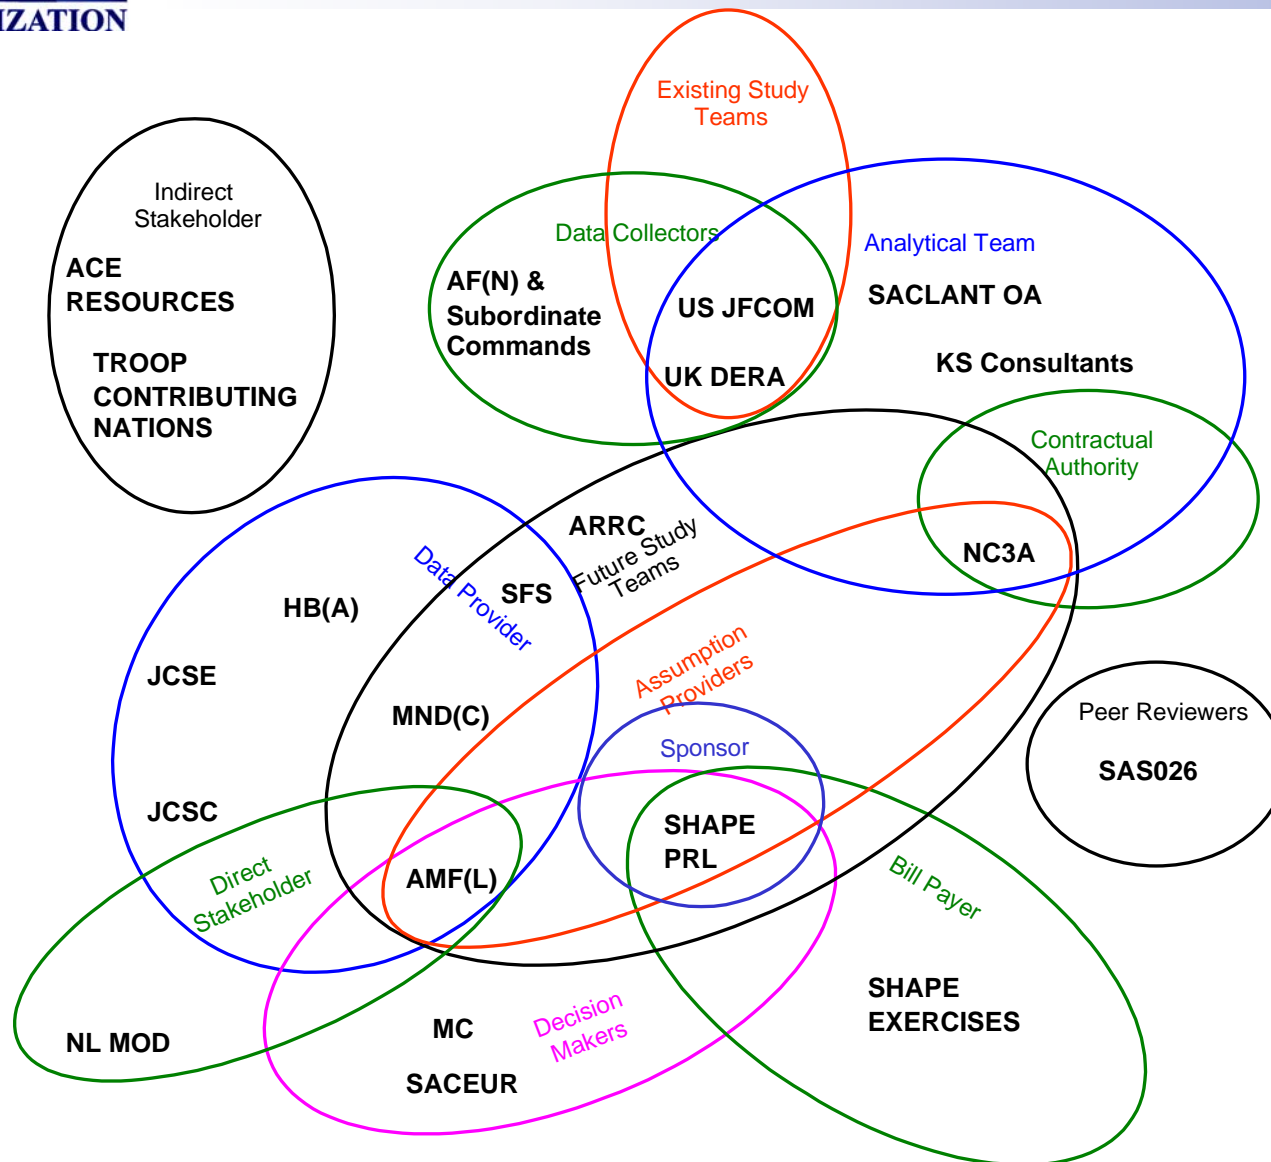 IZATION
Existing Study
Teams
Indirect
Stakeholder
ACE
RESOURCES
TROOP
CONTRIBUTING
NATIONS
Data Collectors
AF(N) &
Subordinate
Commands
US JFCOM
UK DERA
Analytical Team
SACLANT OA
KS Consultants
Contractual
Authority
NC3A
ARRC
Future Study
Teams
Data Provider
SFS
HB(A)
JCSE
MND(C)
JCSC
Assumption
Providers
Sponsor
SHAPE
PRL
Peer Reviewers
SAS026
Direct
Stakeholder
AMF(L)
NL MOD
Bill Payer
SHAPE
EXERCISES
MC
SACEUR
Decision
Makers